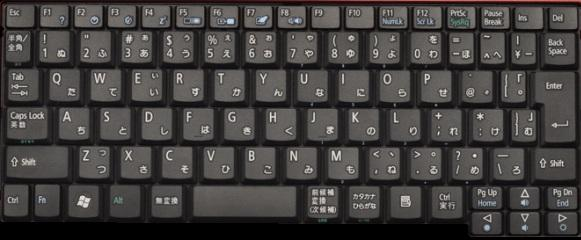 Esc F1 F2 F3 F4 F5 F6 F7 F8 F9 F10 F11 NumLk F12 Scr Lk PrtSc SysRq Pause Break Ins Del
半角/ 全角 ! 1 ぬ " 2 ふ # ぁ 3 あ $ ぅ 4 う % ぇ 5 え & ぉ 6 お ' ゃ 7 や ( ゅ 8 ゆ ) ょ 9 よ を 0 わ = - ほ ~ ^ へ | ¥ ー Back Space
Tab Q た W て E ぃ い R す T か Y ん U な I に O ら P せ ` @ ゛ { 「 [ ゜ Enter
Caps Lock 英数 A ち S と D し F は G き H く J ま K の L り + ; れ * : け } 」 ] む
⇧ Shift Z っ つ X さ C そ V ひ B こ N み M も < 、 , ね > 。 . る ? ・ / め _ \ ろ ⇧ Shift
Ctrl Fn Alt 無変換 前候補 変換 (次候補) カタカナ ひらがな Ctrl 実行 Pg Up Home △ Pg Dn End
◁ ▽ ▷